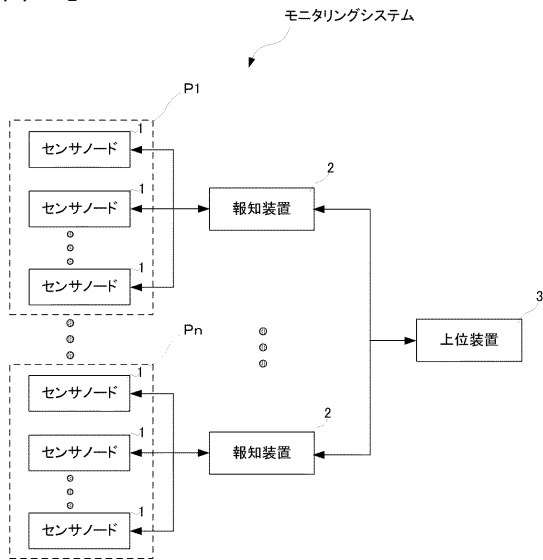 モニタリングシステム
P1
1
センサノード
1
センサノード
1
センサノード
2
報知装置
3
上位装置
Pn
1
センサノード
1
センサノード
1
センサノード
2
報知装置